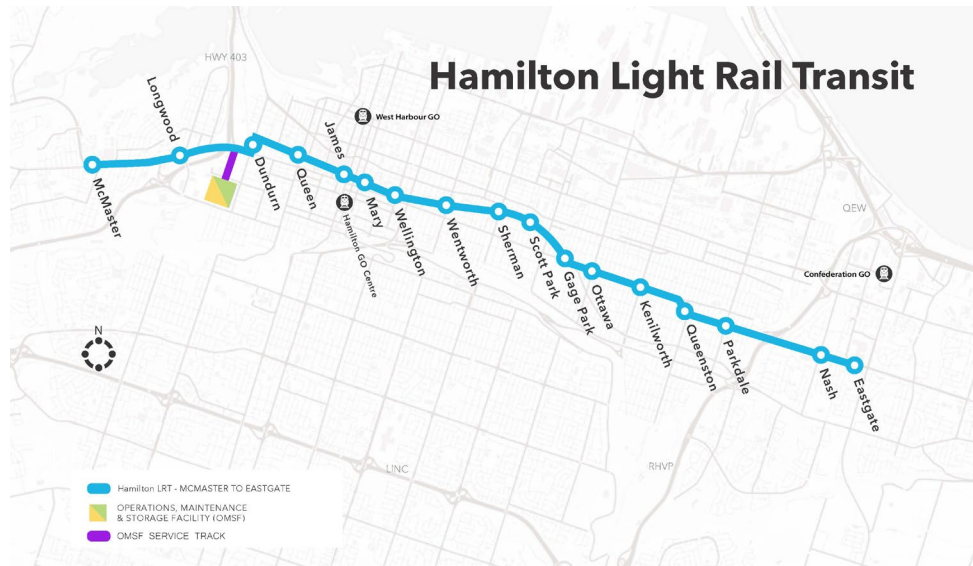 HWY 403
Hamilton Light Rail Transit
Longwood
West Harbour GO
James
McMaster
Dundurn
Queen
Hamilton GO Centre
Mary
Wellington
Wentworth
Sherman
Scott Park
Gage Park
Ottawa
Kenilworth
Queenston
Parkdale
Nash
Eastgate
QEW
Confederation GO
N
LINC
RHVP
Hamilton LRT - MCMASTER TO EASTGATE
OPERATIONS, MAINTENANCE
& STORAGE FACILITY (OMSF)
OMSF SERVICE TRACK